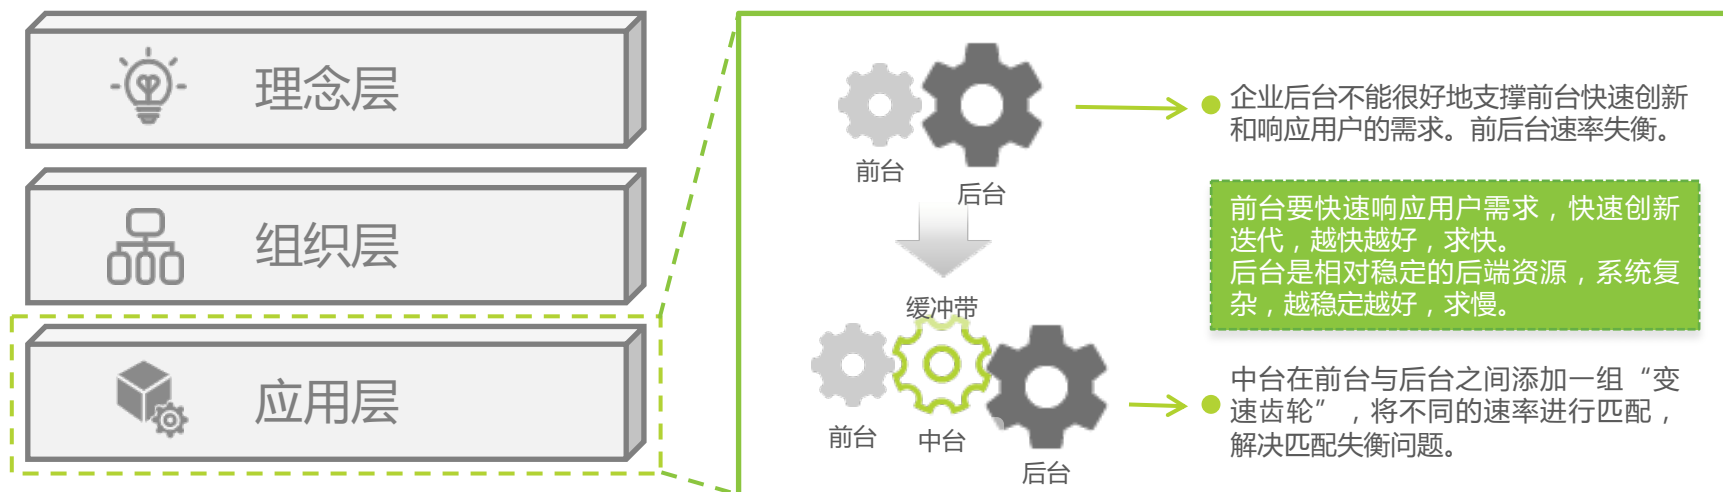 理念层
组织层
应用层
前台
后台
缓冲带
前台
中台
后台
企业后台不能很好地支撑前台快速创新
和响应用户的需求。前后台速率失衡。
前台要快速响应用户需求，快速创新
迭代，越快越好，求快。
后台是相对稳定的后端资源，系统复
杂，越稳定越好，求慢。
中台在前台与后台之间添加一组“变
速齿轮”，将不同的速率进行匹配，
解决匹配失衡问题。